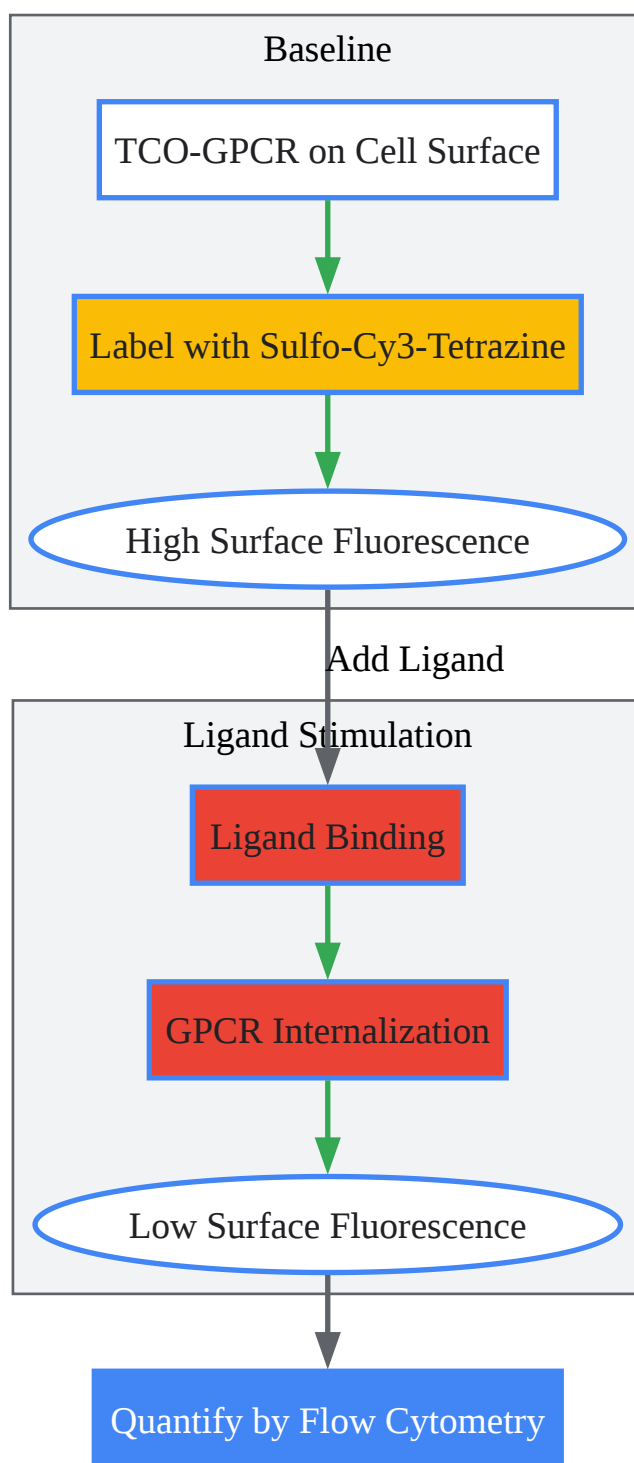 Baseline
TCO-GPCR on Cell Surface
Label with Sulfo-Cy3-Tetrazine
High Surface Fluorescence
Add Ligand
Ligand Stimulation
Ligand Binding
GPCR Internalization
Low Surface Fluorescence
Quantify by Flow Cytometry